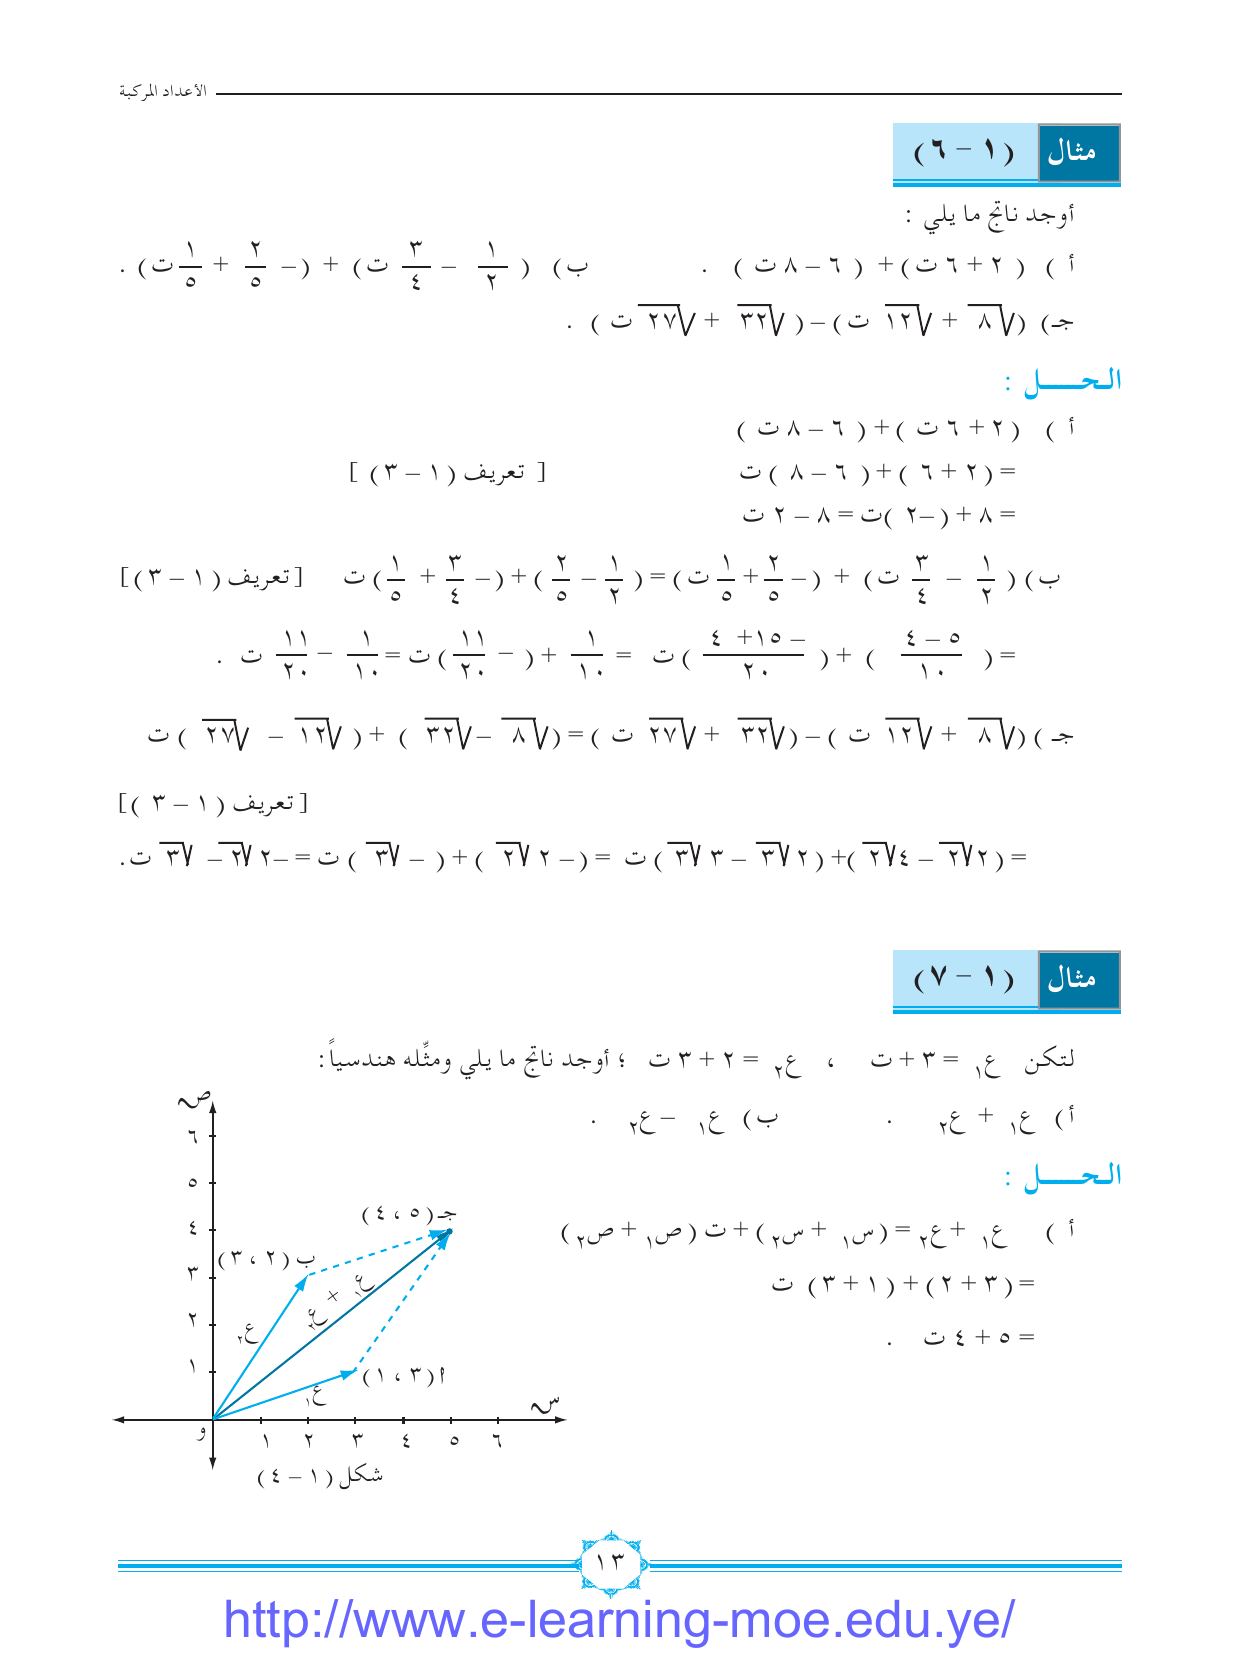 الأعداد المركبة
مثال (١ – ٦)
أوجد ناتج ما يلي :
أ ) ( ٢ + ٦ ت) + ( ٦ – ٨ ت ) . ب) ( ١/٢ – ٣/٤ ت) + (– ٢/٥ + ١/٥ ت) .
جـ) (√٨ + √١٢ ت ) – ( √٣٢ + √٢٧ ت ) .
الـحـــــل :
أ ) (٢ + ٦ ت ) + ( ٦ – ٨ ت )
= (٢ + ٦ ) + ( ٦ – ٨ ) ت [ تعريف (١ – ٣) ]
= ٨ + (–٢ )ت = ٨ – ٢ ت
ب) ( ١/٢ – ٣/٤ ت) + (– ٢/٥ + ١/٥ ت) = ( ١/٢ – ٢/٥ ) + (– ٣/٤ + ١/٥ ) ت [تعريف (١ – ٣)]
= ( ٥ – ٤/١٠ ) + ( –١٥+ ٤/٢٠ ) ت = ١/١٠ + ( – ١١/٢٠ ) ت = ١/١٠ – ١١/٢٠ ت .
جـ ) (√٨ + √١٢ ت ) – (√٣٢ + √٢٧ ت ) = (√٨ – √٣٢ ) + ( √١٢ – √٢٧ ) ت
[تعريف (١ – ٣ )]
= (٢√٢ – ٤√٢ )+ (٢√٣ – ٣√٣ ) ت = (– ٢√٢ ) + ( – √٣ ) ت = –٢√٢ – √٣ ت.
مثال (١ – ٧)
لتكن ع١ = ٣ + ت ، ع٢ = ٢ + ٣ ت ؛ أوجد ناتج ما يلي ومثِّله هندسياً :
أ) ع١ + ع٢ . ب) ع١ – ع٢ .
الـحـــــل :
أ ) ع١ + ع٢ = (س١ + س٢) + ت (ص١ + ص٢)
= (٣ + ٢) + (١ + ٣) ت
= ٥ + ٤ ت .
ص
٦
٥
٤
٣
٢
١
جـ(٥ ، ٤)
ب (٢ ، ٣)
ع١ + ع٢
ع٢
أ(٣ ، ١)
ع١
س
و ١ ٢ ٣ ٤ ٥ ٦
شكل (١ – ٤)
١٣
http://www.e-learning-moe.edu.ye/